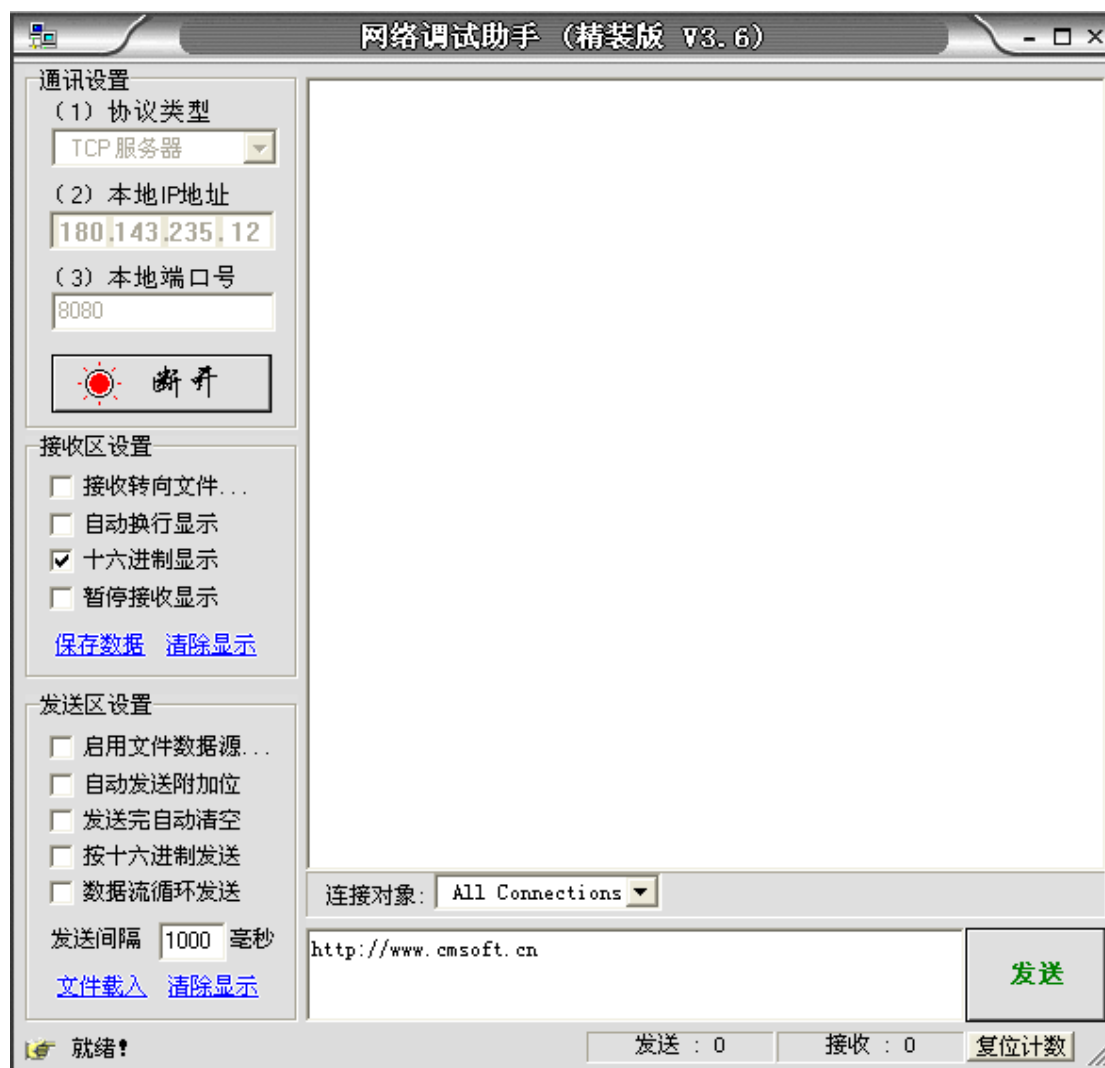 网络调试助手 (精装版 V3.6)
通讯设置
(1) 协议类型
TCP服务器
(2) 本地IP地址
180.143.235.12
(3) 本地端口号
8080
断开
接收区设置
接收转向文件...
自动换行显示
十六进制显示
暂停接收显示
保存数据 清除显示
发送区设置
启用文件数据源...
自动发送附加位
发送完自动清空
按十六进制发送
数据流循环发送
发送间隔 1000 毫秒
文件载入 清除显示
连接对象: All Connections
http://www.cmsoft.cn
发送
就绪!
发送 : 0
接收 : 0
复位计数